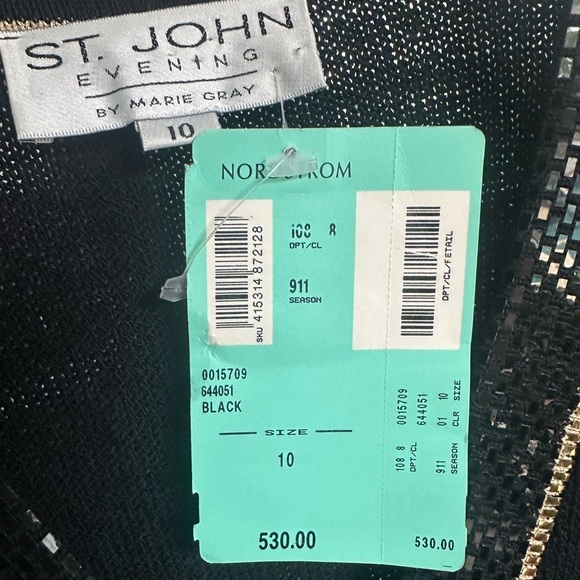 ST. JOHN
EVENING
BY MARIE GRAY
10
NORDSTROM
SKU 415314 872128
108 8
DPT/CL
911
SEASON
DPT/CL/FETAIL
0015709
644051
BLACK
SIZE
10
530.00
108 8 0015709
DPT/CL 644051
911 01 10
SEASON CLR SIZE
530.00